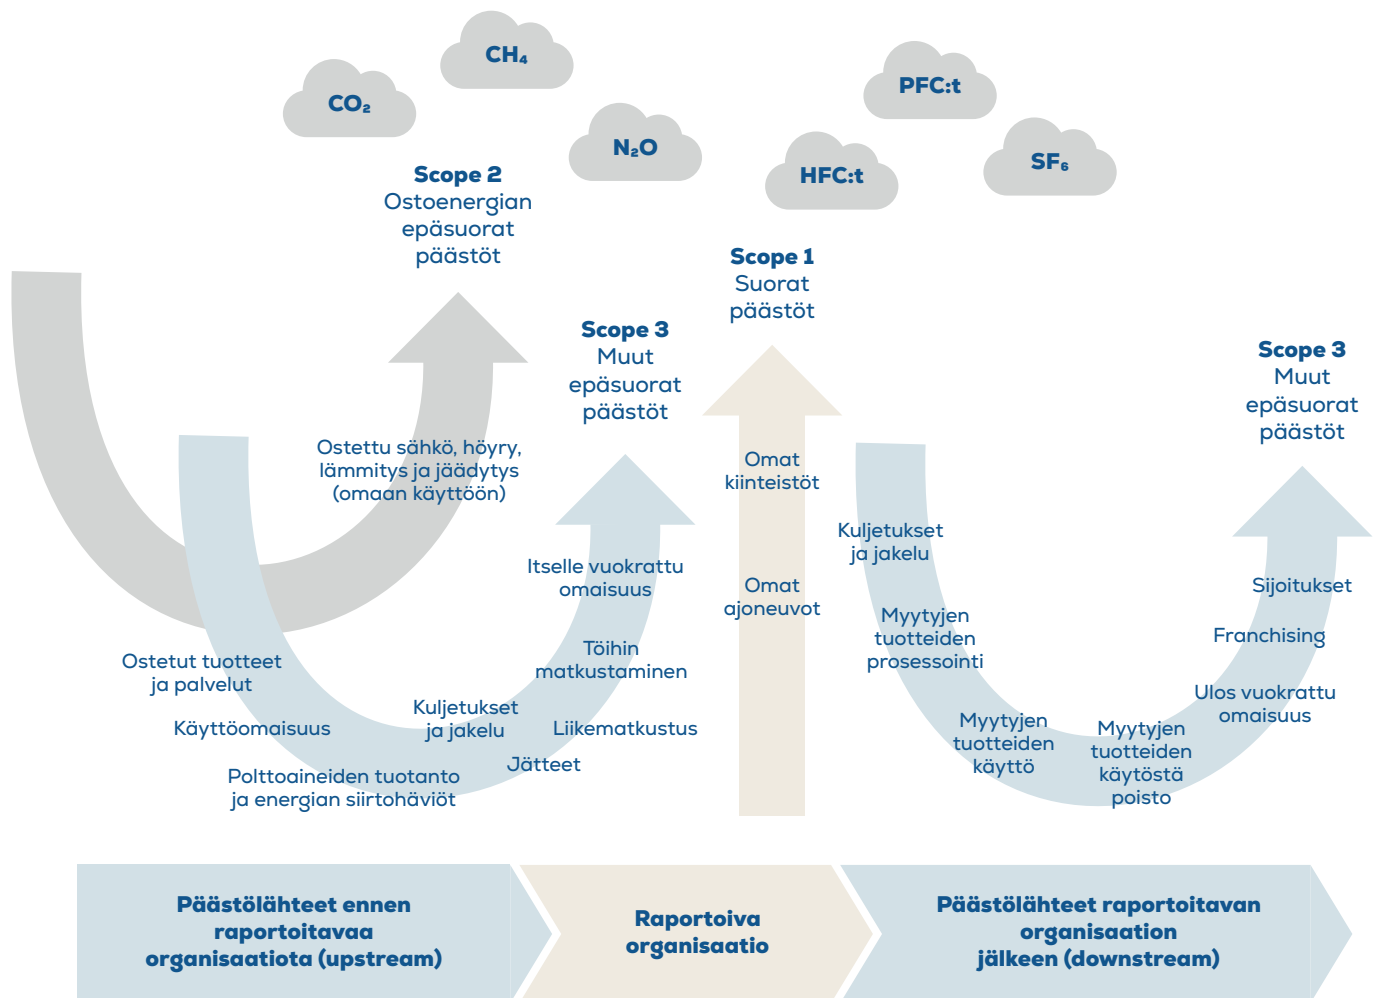 CH₄
CO₂
PFC:t
N₂O
HFC:t
SF₆
Scope 2
Ostoenergian
epäsuorat
päästöt
Scope 1
Suorat
päästöt
Scope 3
Muut
epäsuorat
päästöt
Scope 3
Muut
epäsuorat
päästöt
Ostettu sähkö, höyry,
lämmitys ja jäädytys
(omaan käyttöön)
Itselle vuokrattu
omaisuus
Töihin
matkustaminen
Ostetut tuotteet
ja palvelut
Käyttöomaisuus
Polttoaineiden tuotanto
ja energian siirtohäviöt
Kuljetukset
ja jakelu
Jätteet
Liikematkustus
Omat
kiinteistöt
Omat
ajoneuvot
Kuljetukset
ja jakelu
Myytyjen
tuotteiden
prosessointi
Myytyjen
tuotteiden
käyttö
Myytyjen
tuotteiden
käytöstä
poisto
Ulos vuokrattu
omaisuus
Franchising
Sijoitukset
Päästölähteet ennen
raportoitavaa
organisaatiota (upstream)
Raportoiva
organisaatio
Päästölähteet raportoitavan
organisaation
jälkeen (downstream)